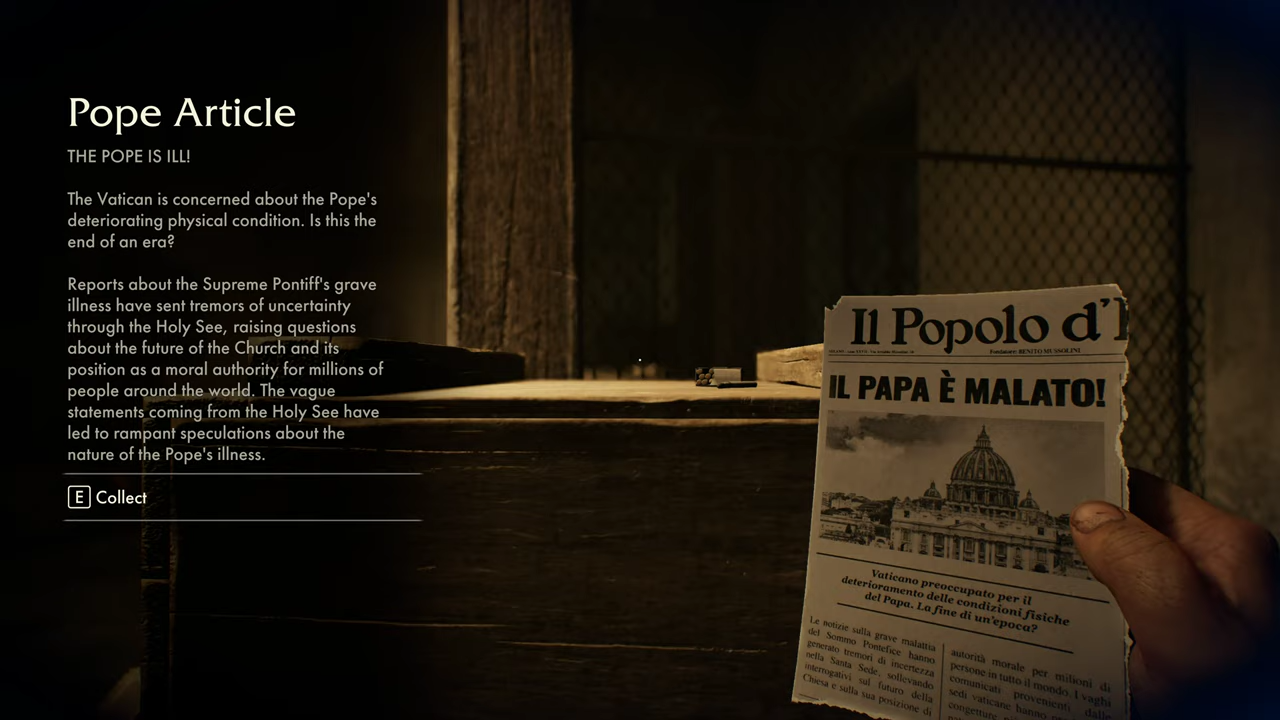 Pope Article
THE POPE IS ILL!
The Vatican is concerned about the Pope's
deteriorating physical condition. Is this the
end of an era?
Reports about the Supreme Pontiff's grave
illness have sent tremors of uncertainty
through the Holy See, raising questions
about the future of the Church and its
position as a moral authority for millions of
people around the world. The vague
statements coming from the Holy See have
led to rampant speculations about the
nature of the Pope's illness.
E Collect
Il Popolo d'I
Fondatore: BENITO MUSSOLINI
IL PAPA È MALATO!
Vaticano preoccupato per il
deterioramento delle condizioni fisiche
del Papa. La fine di un'epoca?
Le notizie sulla grave malattia
del Sommo Pontefice hanno
generato tremori di incertezza
nella Santa Sede, sollevando
interrogativi sul futuro della
Chiesa e sulla sua posizione di
autorità morale per milioni di
persone in tutto il mondo. I vaghi
comunicati provenienti dalle
sedi vaticane hanno
congetture